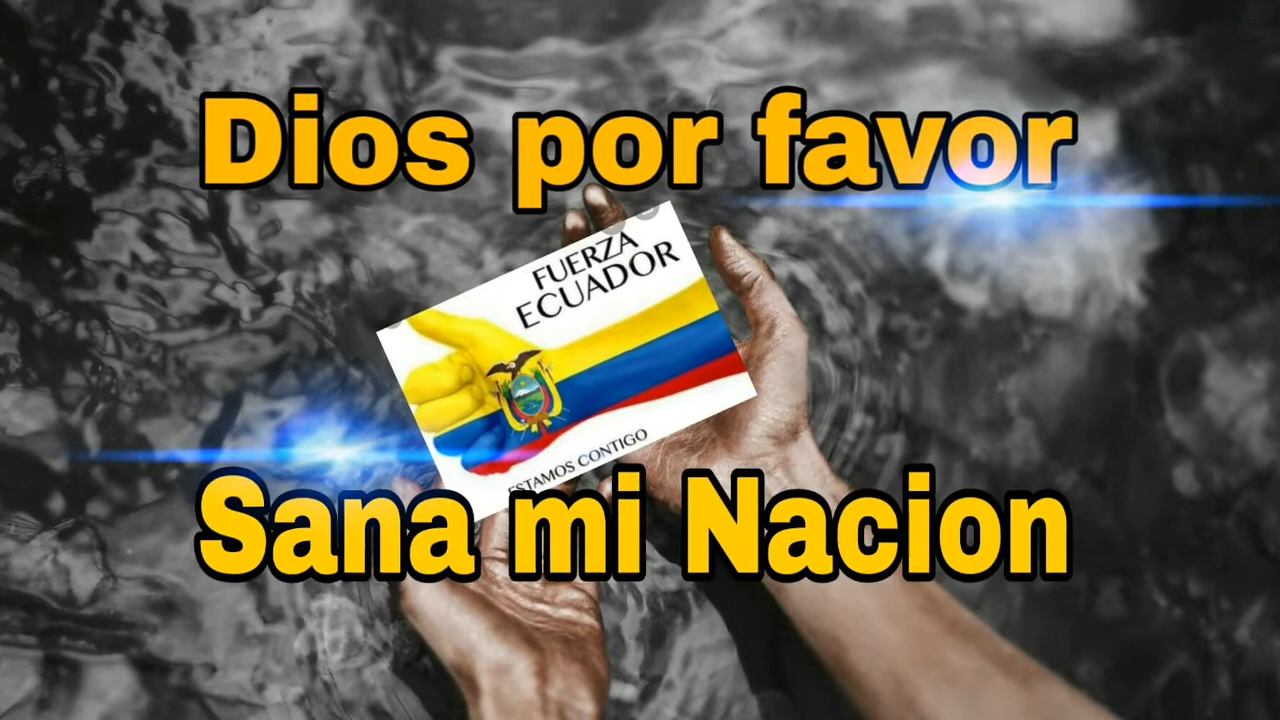 Dios por favor
FUERZA
ECUADOR
ESTAMOS CONTIGO
Sana mi Nacion